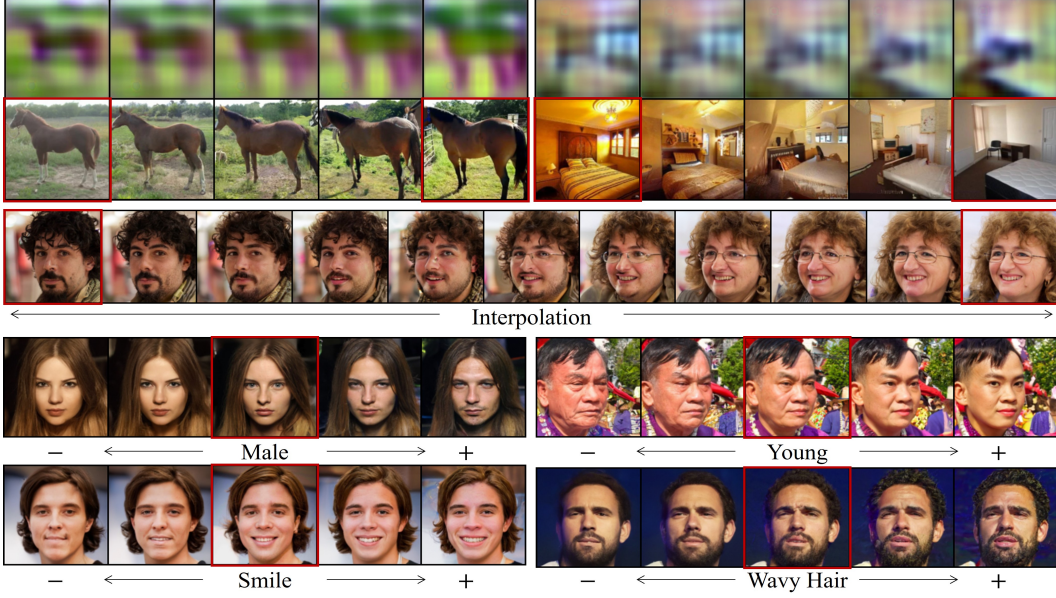 Interpolation
− Male +
− Young +
− Smile +
− Wavy Hair +